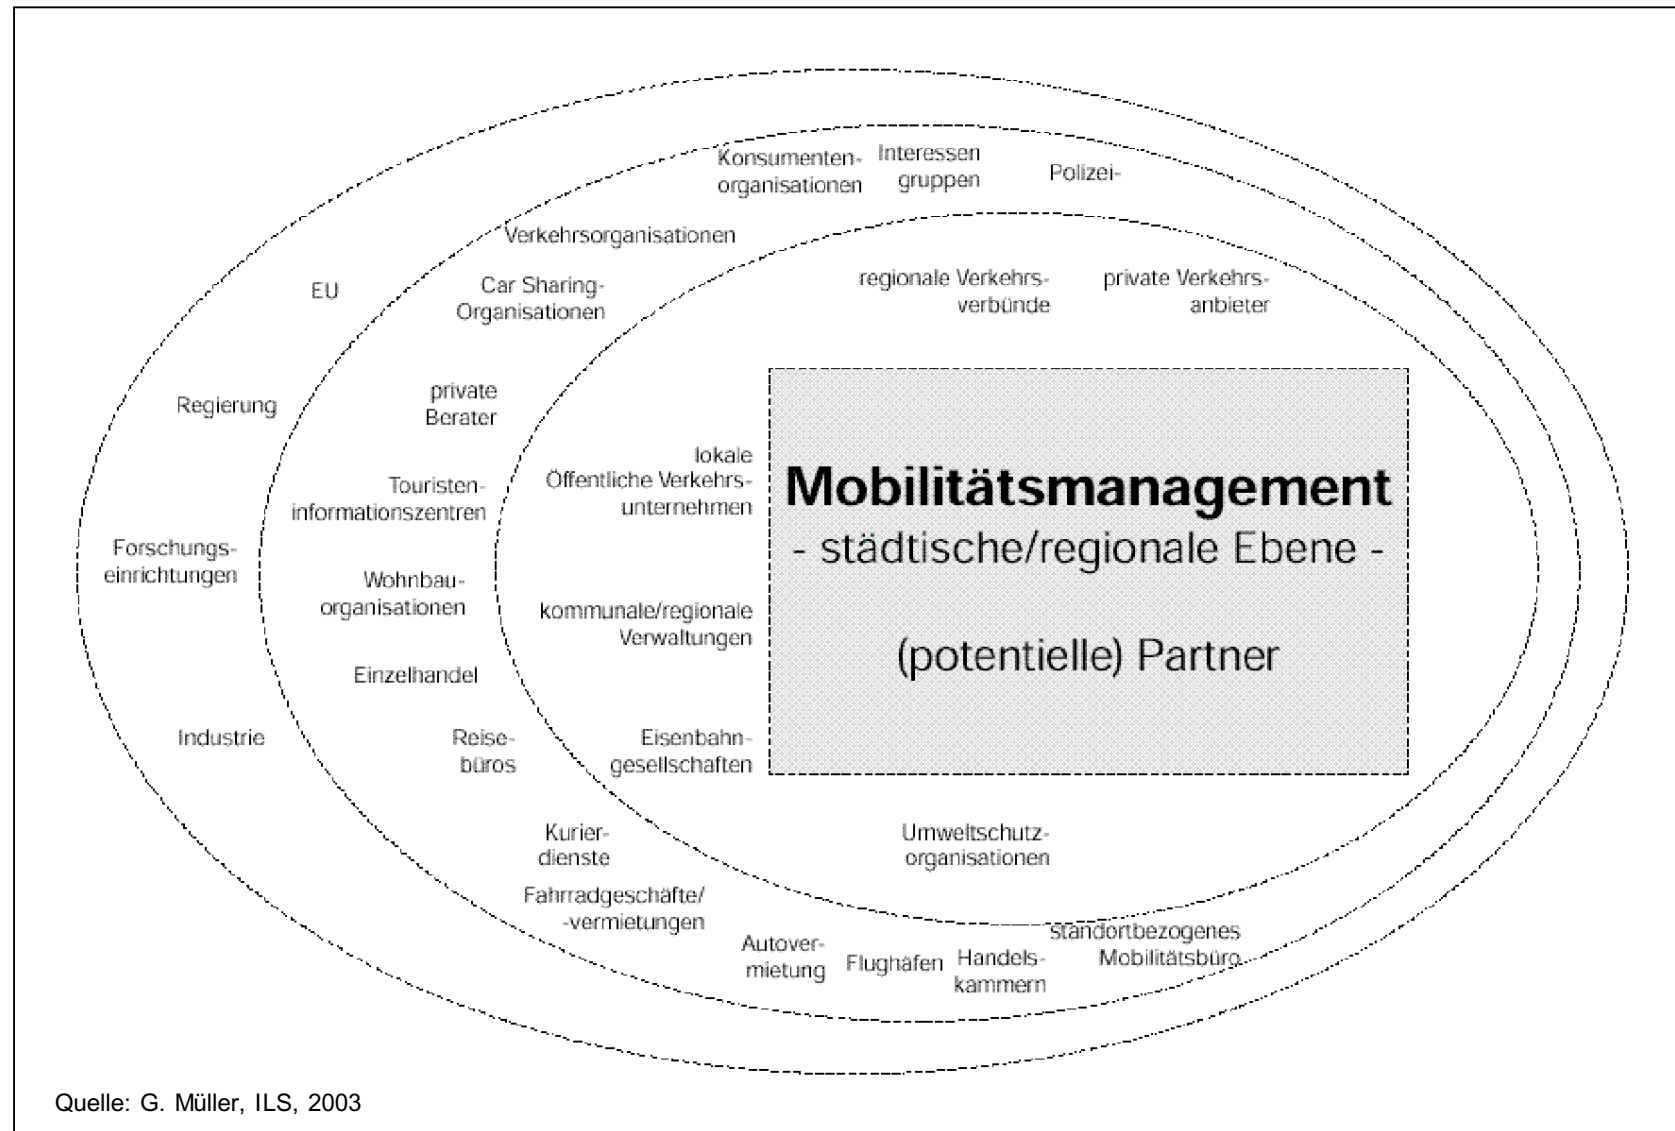 Konsumenten-
organisationen
Interessen
gruppen
Polizei-
Verkehrsorganisationen
EU
Car Sharing-
Organisationen
regionale Verkehrs-
verbünde
private Verkehrs-
anbieter
Regierung
private
Berater
lokale
Öffentliche Verkehrs-
unternehmen
Touristen-
informationszentren
Mobilitätsmanagement
- städtische/regionale Ebene -
(potentielle) Partner
Forschungs-
einrichtungen
Wohnbau-
organisationen
kommunale/regionale
Verwaltungen
Einzelhandel
Industrie
Reise-
büros
Eisenbahn-
gesellschaften
Kurier-
dienste
Umweltschutz-
organisationen
Fahrradgeschäfte/
-vermietungen
Autover-
mietung
Flughäfen
Handels-
kammern
standortbezogenes
Mobilitätsbüro
Quelle: G. Müller, ILS, 2003